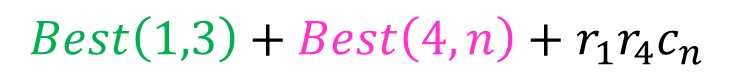 Best(1,3) + Best(4, n) + r₁r₄cₙ